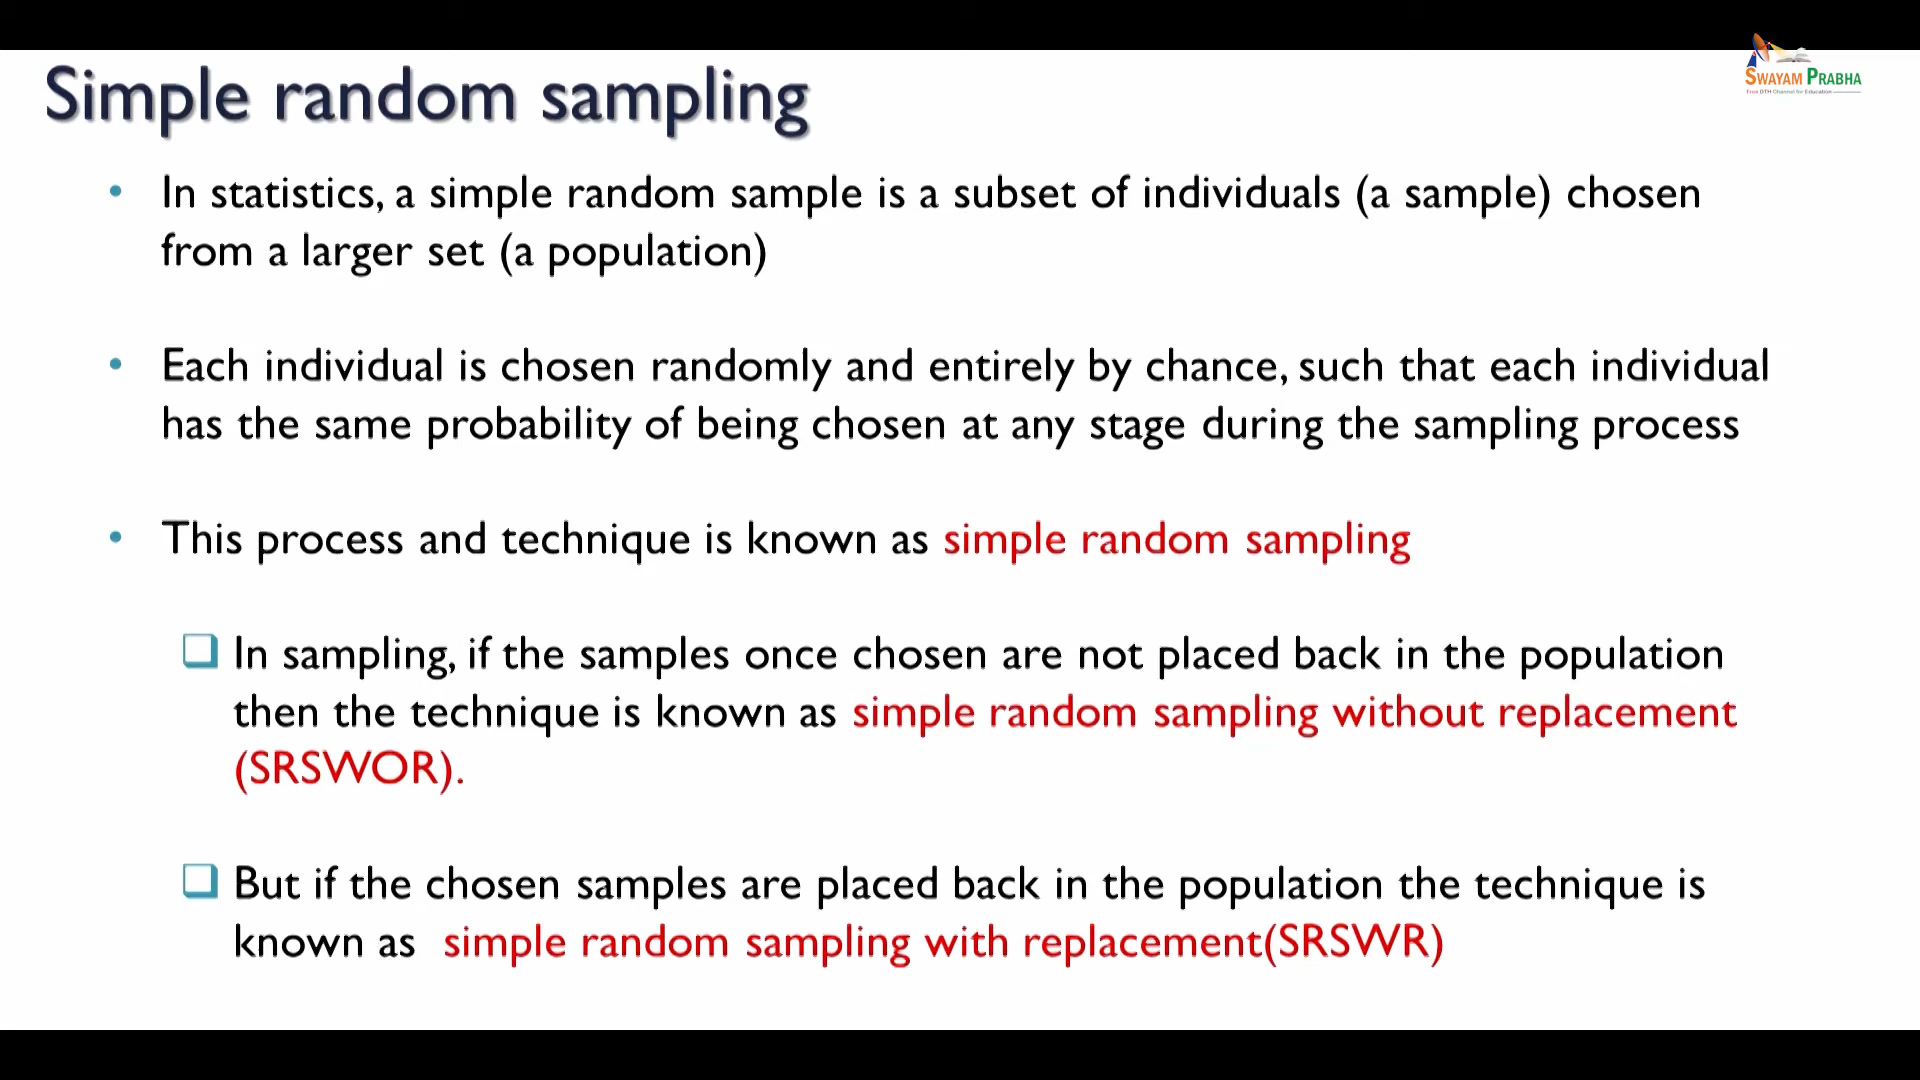 SWAYAM PRABHA
Free DTH Channel for Education
Simple random sampling
• In statistics, a simple random sample is a subset of individuals (a sample) chosen
from a larger set (a population)
• Each individual is chosen randomly and entirely by chance, such that each individual
has the same probability of being chosen at any stage during the sampling process
• This process and technique is known as simple random sampling
❑ In sampling, if the samples once chosen are not placed back in the population
then the technique is known as simple random sampling without replacement
(SRSWOR).
❑ But if the chosen samples are placed back in the population the technique is
known as simple random sampling with replacement(SRSWR)